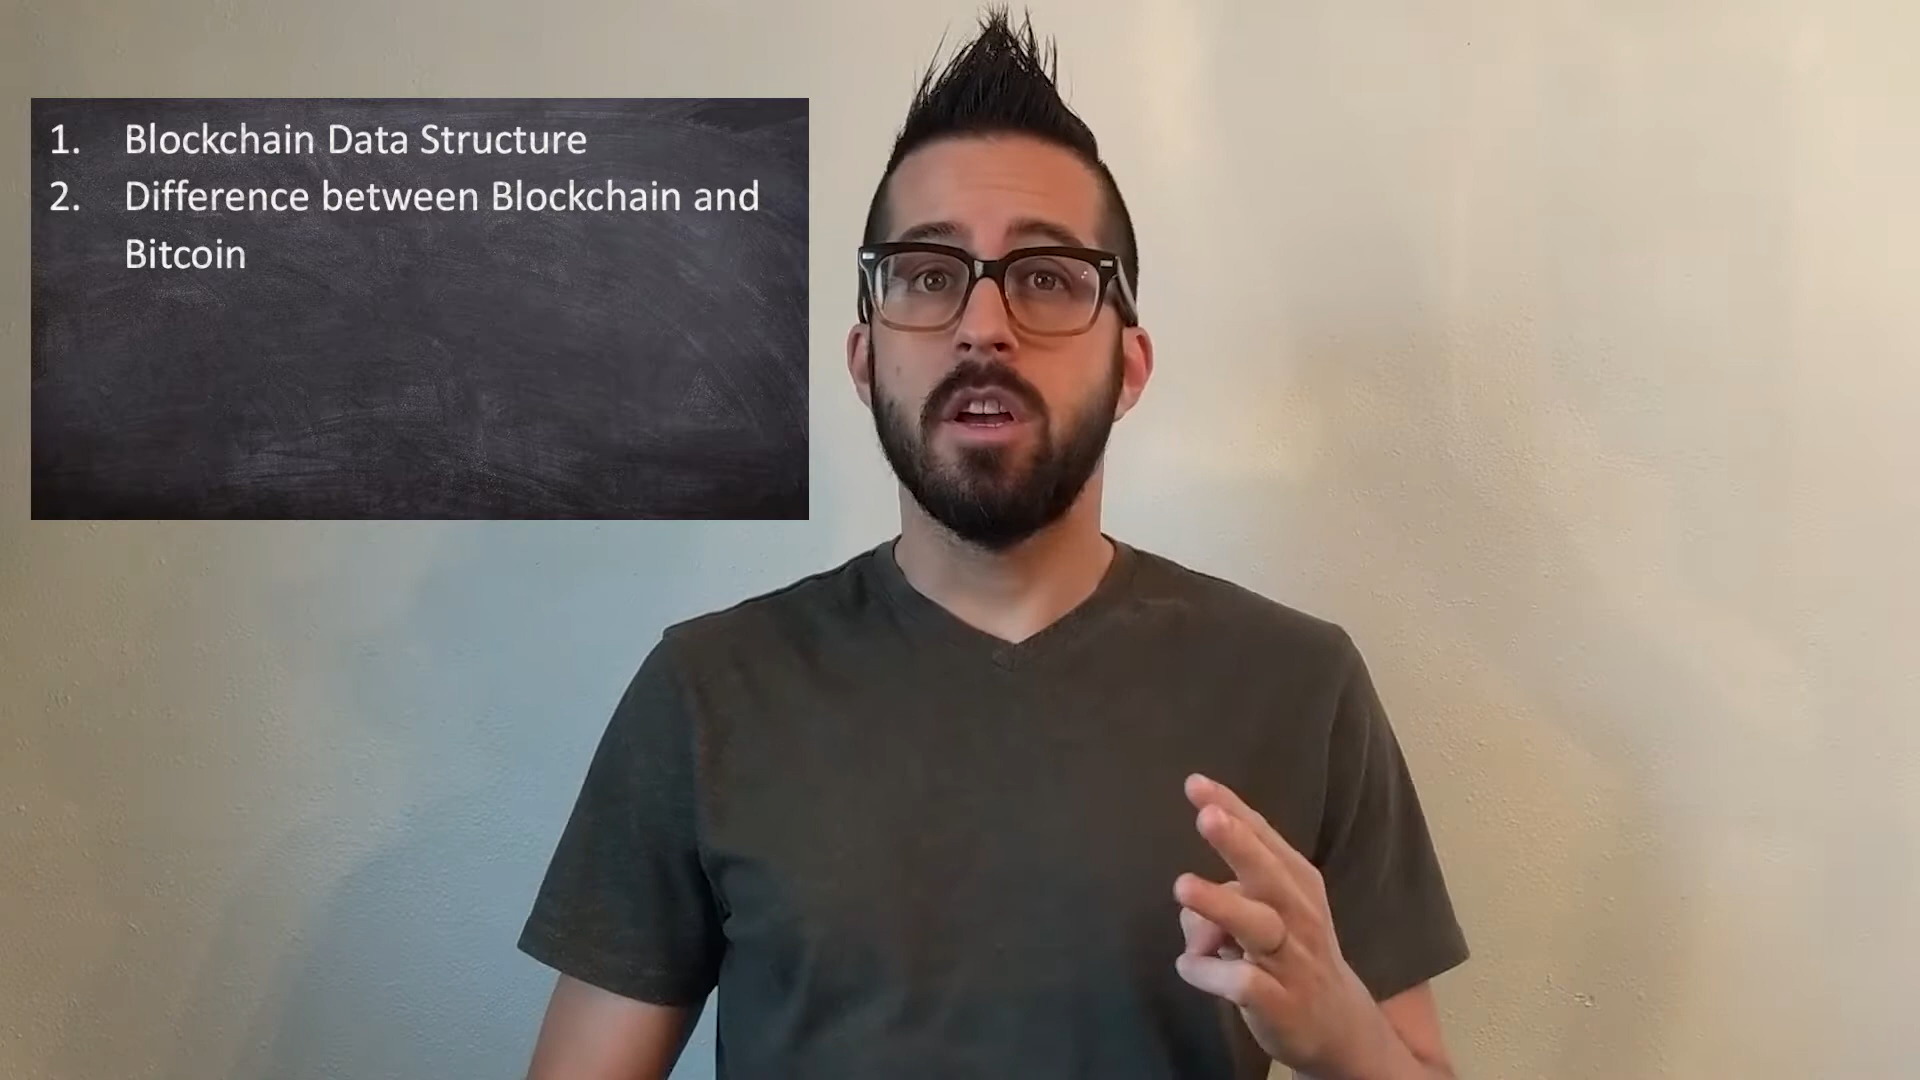 1. Blockchain Data Structure
2. Difference between Blockchain and
Bitcoin